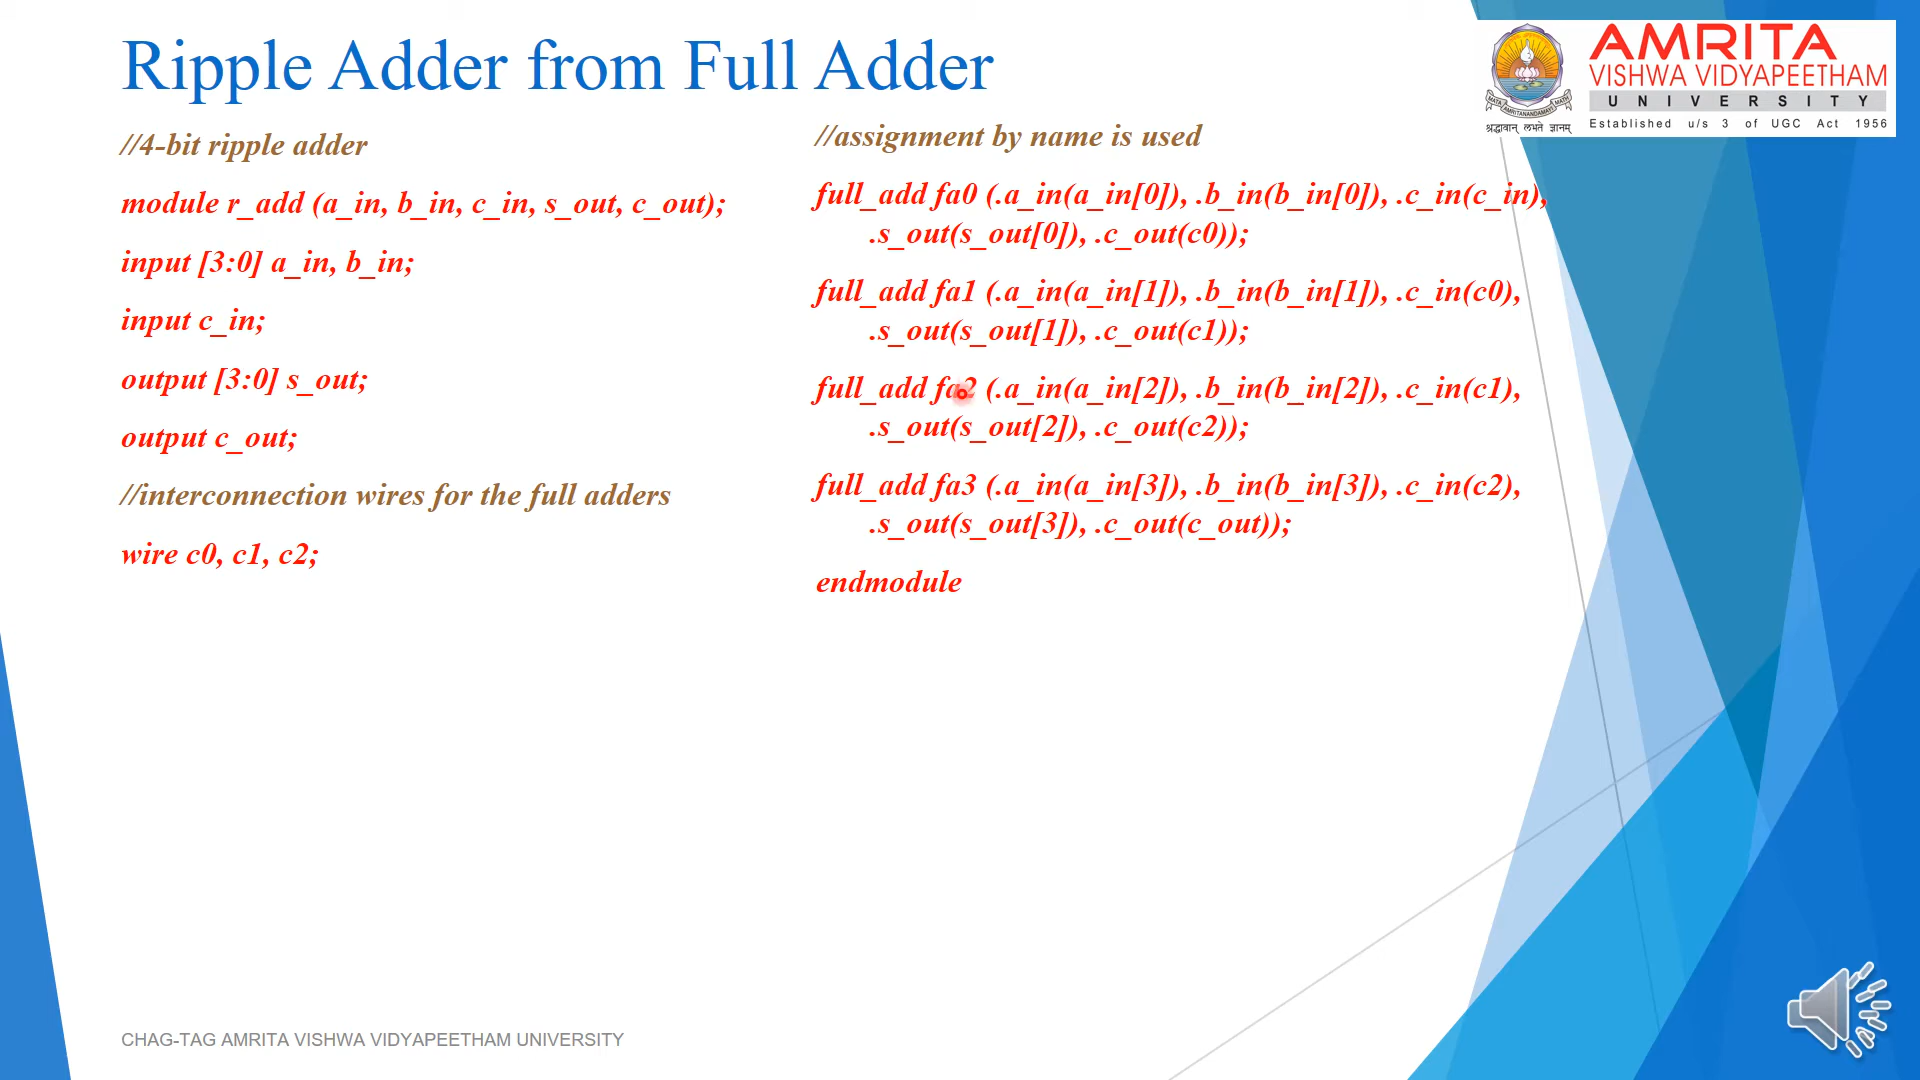 Ripple Adder from Full Adder
//4-bit ripple adder
module r_add (a_in, b_in, c_in, s_out, c_out);
input [3:0] a_in, b_in;
input c_in;
output [3:0] s_out;
output c_out;
//interconnection wires for the full adders
wire c0, c1, c2;
//assignment by name is used
full_add fa0 (.a_in(a_in[0]), .b_in(b_in[0]), .c_in(c_in),
.s_out(s_out[0]), .c_out(c0));
full_add fa1 (.a_in(a_in[1]), .b_in(b_in[1]), .c_in(c0),
.s_out(s_out[1]), .c_out(c1));
full_add fa2 (.a_in(a_in[2]), .b_in(b_in[2]), .c_in(c1),
.s_out(s_out[2]), .c_out(c2));
full_add fa3 (.a_in(a_in[3]), .b_in(b_in[3]), .c_in(c2),
.s_out(s_out[3]), .c_out(c_out));
endmodule
AMRITA
VISHWA VIDYAPEETHAM
UNIVERSITY
Established u/s 3 of UGC Act 1956
श्रद्धावान् लभते ज्ञानम्
CHAG-TAG AMRITA VISHWA VIDYAPEETHAM UNIVERSITY